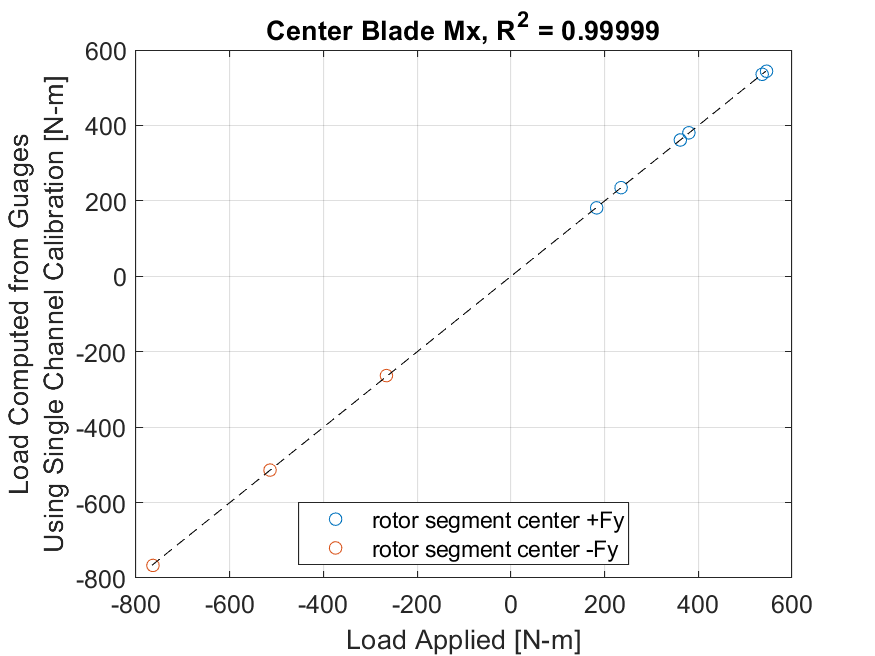 Center Blade Mx, R² = 0.99999
Load Computed from Guages
Using Single Channel Calibration [N-m]
600
400
200
0
-200
-400
-600
-800
rotor segment center +Fy
rotor segment center -Fy
-800 -600 -400 -200 0 200 400 600
Load Applied [N-m]